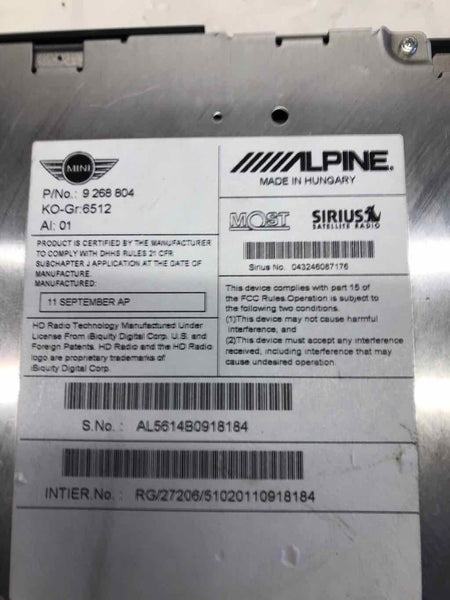 MINI
P/No.: 9 268 804
KO-Gr:6512
AI: 01
PRODUCT IS CERTIFIED BY THE MANUFACTURER
TO COMPLY WITH DHHS RULES 21 CFR
SUBCHAPTER J APPLICATION AT THE DATE OF
MANUFACTURE.
MANUFACTURED:
11 SEPTEMBER AP
HD Radio Technology Manufactured Under
License From iBiquity Digital Corp. U.S. and
Foreign Patents. HD Radio and the HD Radio
logo are proprietary trademarks of
iBiquity Digital Corp.
ALPINE®
MADE IN HUNGARY
MOST
SIRIUS
SATELLITE RADIO
Sirius No. 043246087176
This device complies with part 15 of
the FCC Rules.Operation is subject to
the following two conditions.
(1)This device may not cause harmful
interference, and
(2)This device must accept any interference
received, including interference that may
cause undesired operation.
S.No. : AL5614B0918184
INTIER.No. : RG/27206/51020110918184